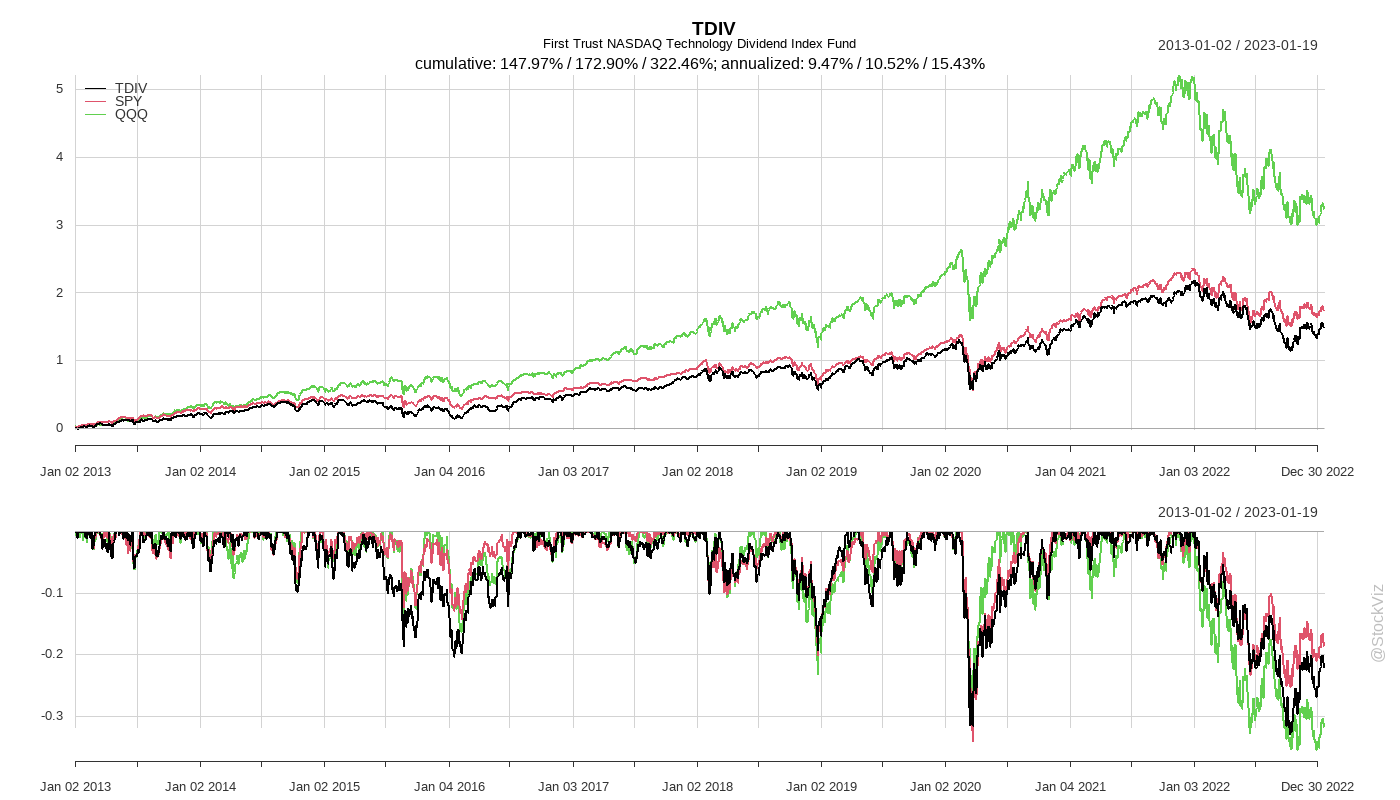 TDIV
First Trust NASDAQ Technology Dividend Index Fund
2013-01-02 / 2023-01-19
cumulative: 147.97% / 172.90% / 322.46%; annualized: 9.47% / 10.52% / 15.43%
TDIV
SPY
QQQ
5
4
3
2
1
0
Jan 02 2013 Jan 02 2014 Jan 02 2015 Jan 04 2016 Jan 03 2017 Jan 02 2018 Jan 02 2019 Jan 02 2020 Jan 04 2021 Jan 03 2022 Dec 30 2022
2013-01-02 / 2023-01-19
-0.1
-0.2
-0.3
Jan 02 2013 Jan 02 2014 Jan 02 2015 Jan 04 2016 Jan 03 2017 Jan 02 2018 Jan 02 2019 Jan 02 2020 Jan 04 2021 Jan 03 2022 Dec 30 2022
@StockViz